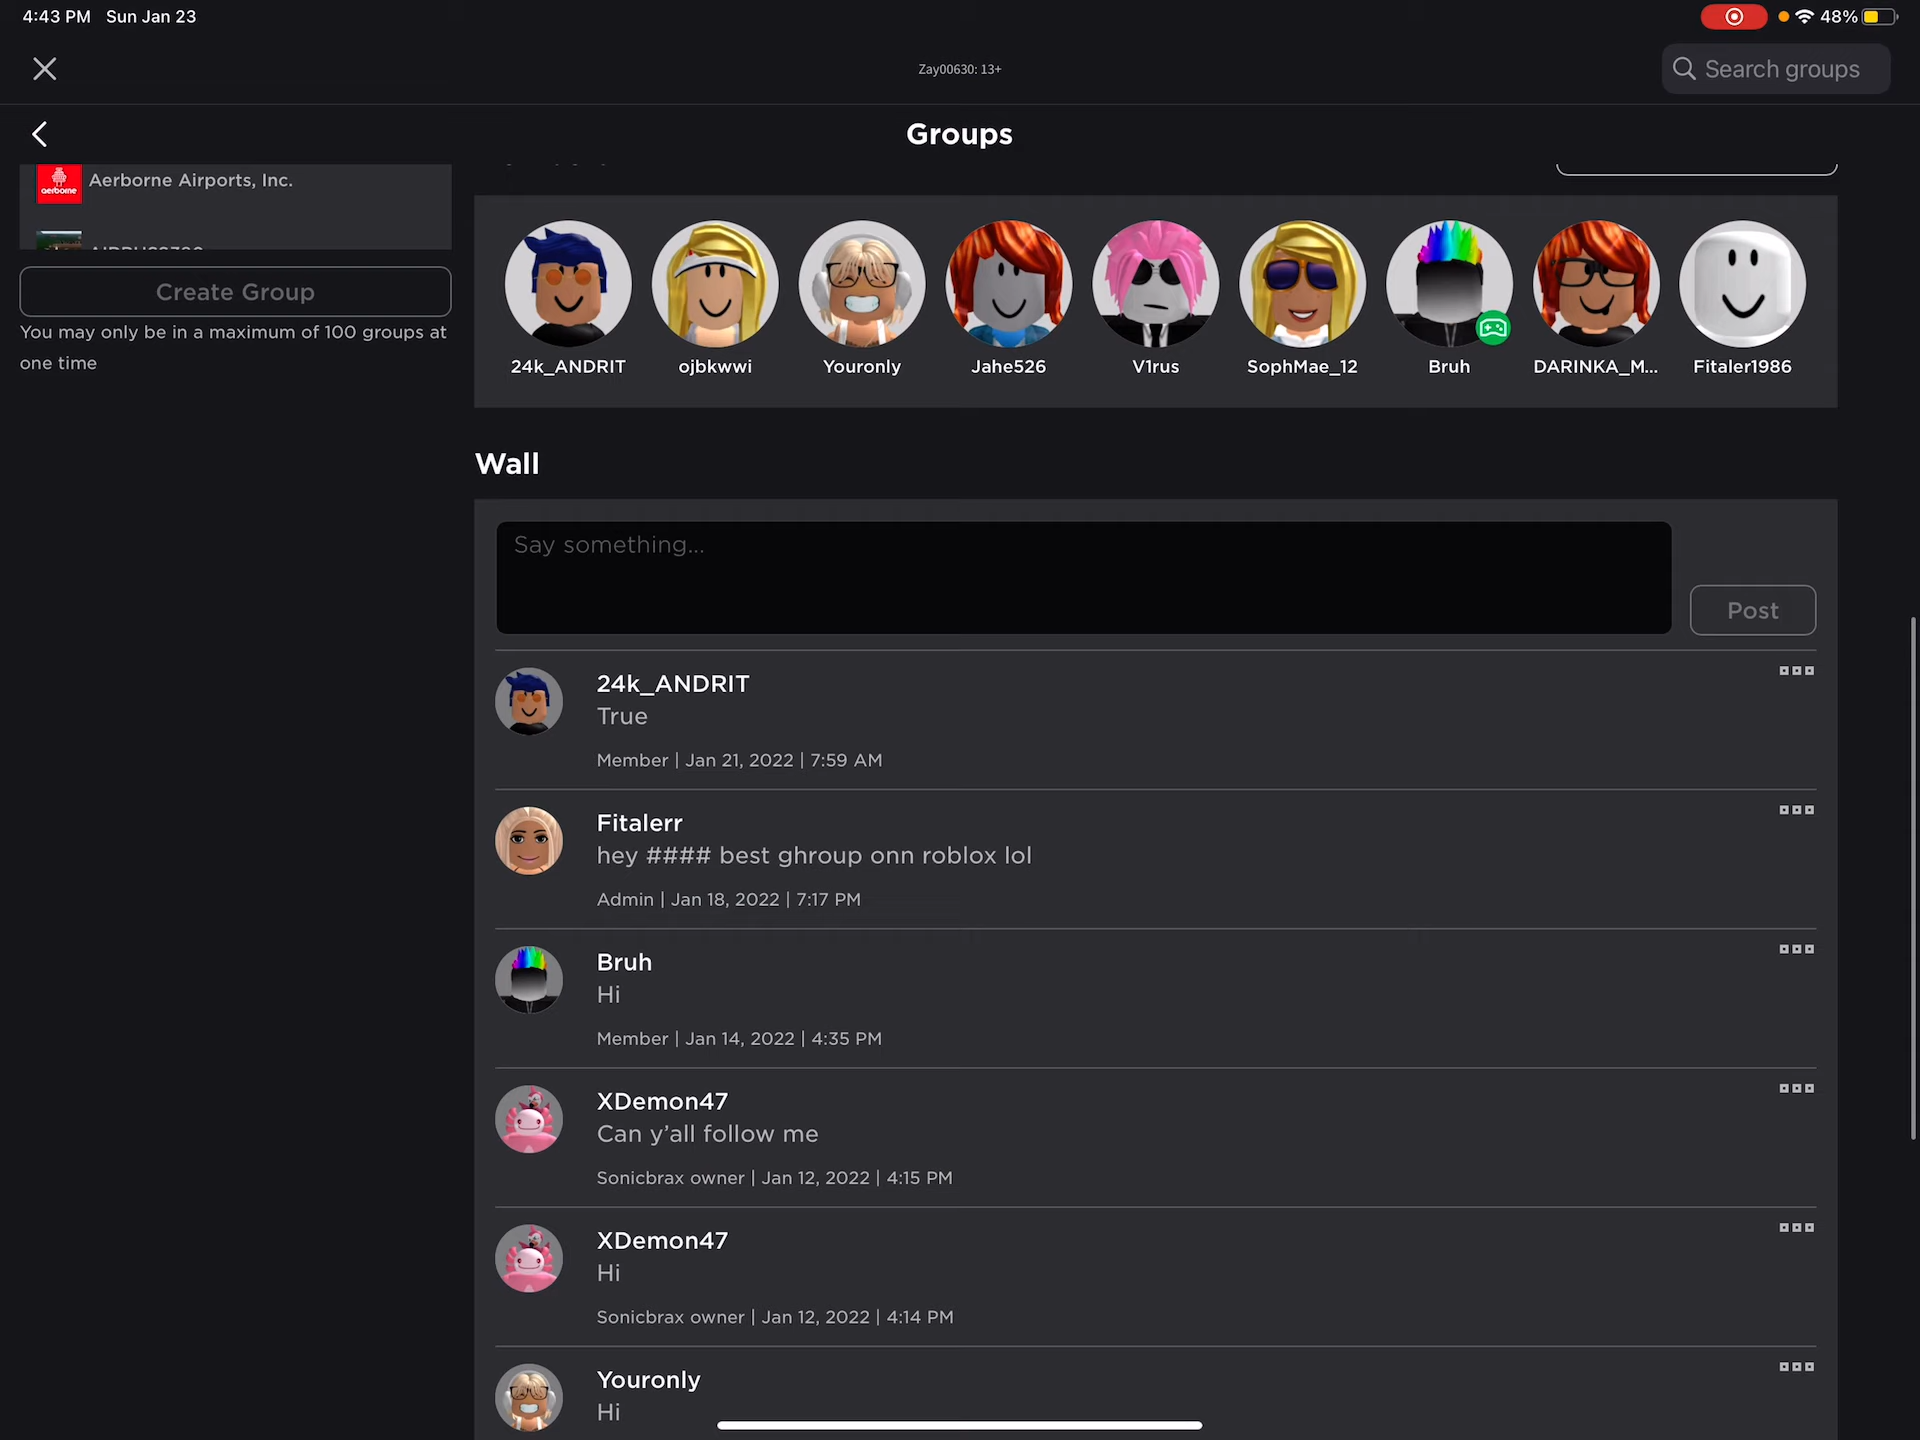 4:43 PM Sun Jan 23
48%
Zay00630: 13+
Search groups
Groups
aerborne
Aerborne Airports, Inc.
Create Group
You may only be in a maximum of 100 groups at
one time
24k_ANDRIT
ojbkwwi
Youronly
Jahe526
V1rus
SophMae_12
Bruh
DARINKA_M...
Fitaler1986
Wall
Say something...
Post
24k_ANDRIT
True
Member | Jan 21, 2022 | 7:59 AM
Fitalerr
hey #### best ghroup onn roblox lol
Admin | Jan 18, 2022 | 7:17 PM
Bruh
Hi
Member | Jan 14, 2022 | 4:35 PM
XDemon47
Can y’all follow me
Sonicbrax owner | Jan 12, 2022 | 4:15 PM
XDemon47
Hi
Sonicbrax owner | Jan 12, 2022 | 4:14 PM
Youronly
Hi